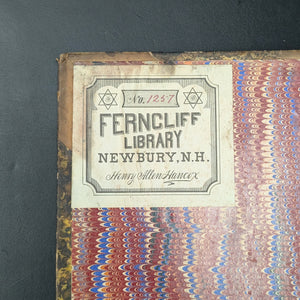 No. 1257
FERNCLIFF
LIBRARY
NEWBURY, N.H.
Henry Allen Hancox